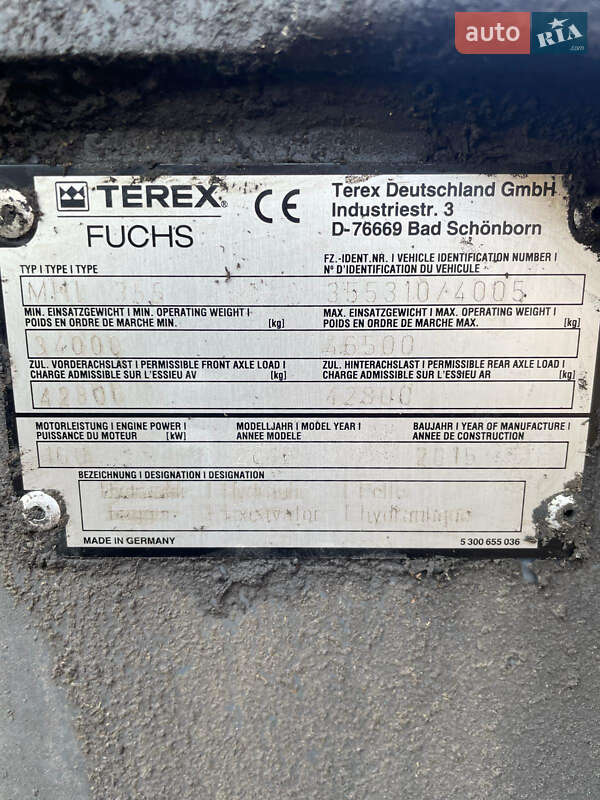 auto RIA .com
TEREX® CE Terex Deutschland GmbH
FUCHS Industriestr. 3
D-76669 Bad Schönborn
TYP I TYPE I TYPE
FZ.-IDENT.NR. I VEHICLE IDENTIFICATION NUMBER I
N° D'IDENTIFICATION DU VEHICULE
355310/4005
MIN. EINSATZGEWICHT I MIN. OPERATING WEIGHT I
POIDS EN ORDRE DE MARCHE MIN. [kg]
MAX. EINSATZGEWICHT I MAX. OPERATING WEIGHT I
POIDS EN ORDRE DE MARCHE MAX. [kg]
34000 46500
ZUL. VORDERACHSLAST I PERMISSIBLE FRONT AXLE LOAD I
CHARGE ADMISSIBLE SUR L'ESSIEU AV [kg]
ZUL. HINTERACHSLAST I PERMISSIBLE REAR AXLE LOAD I
CHARGE ADMISSIBLE SUR L'ESSIEU AR [kg]
42800 42800
MOTORLEISTUNG I ENGINE POWER I
PUISSANCE DU MOTEUR [kW]
MODELLJAHR I MODEL YEAR I
ANNEE MODELE
BAUJAHR I YEAR OF MANUFACTURE I
ANNEE DE CONSTRUCTION
BEZEICHNUNG I DESIGNATION I DESIGNATION
MADE IN GERMANY 5 300 655 036